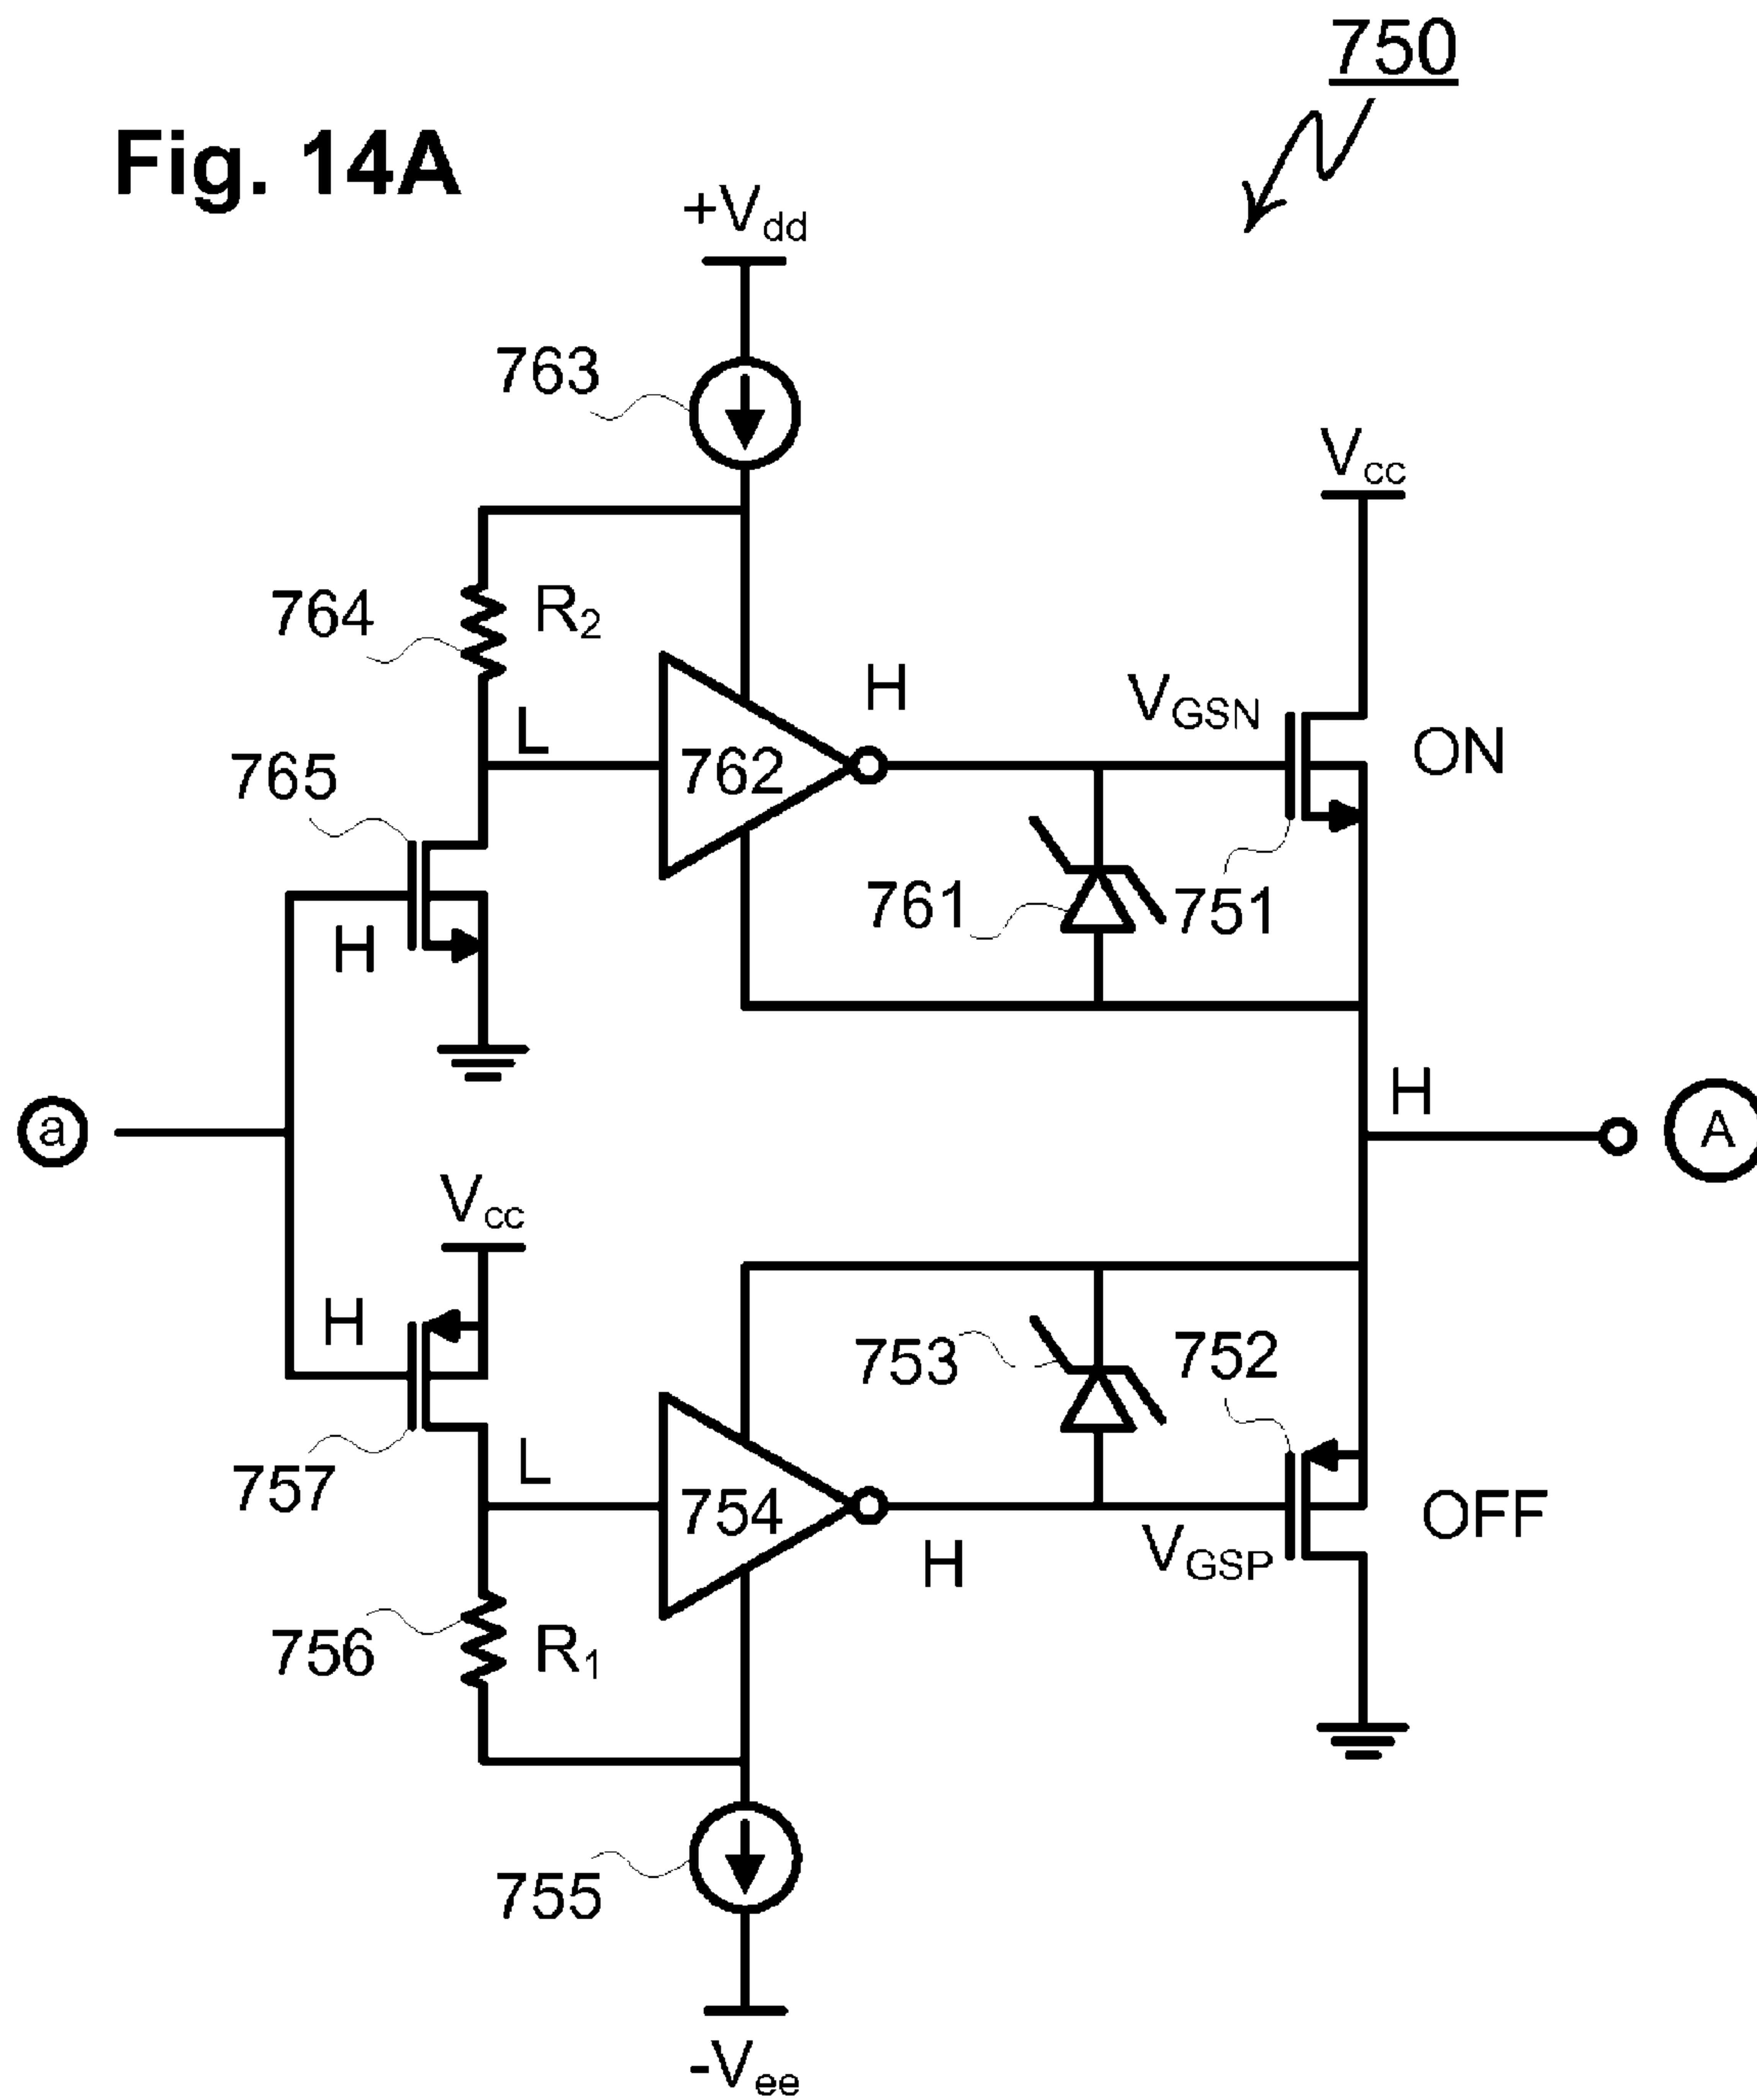 750
Fig. 14A
+Vdd
763
Vcc
764
R2
H
VGSN
L
762
ON
765
761
751
H
H
a
A
Vcc
H
753
752
757
L
754
OFF
H
VGSP
756
R1
755
-Vee